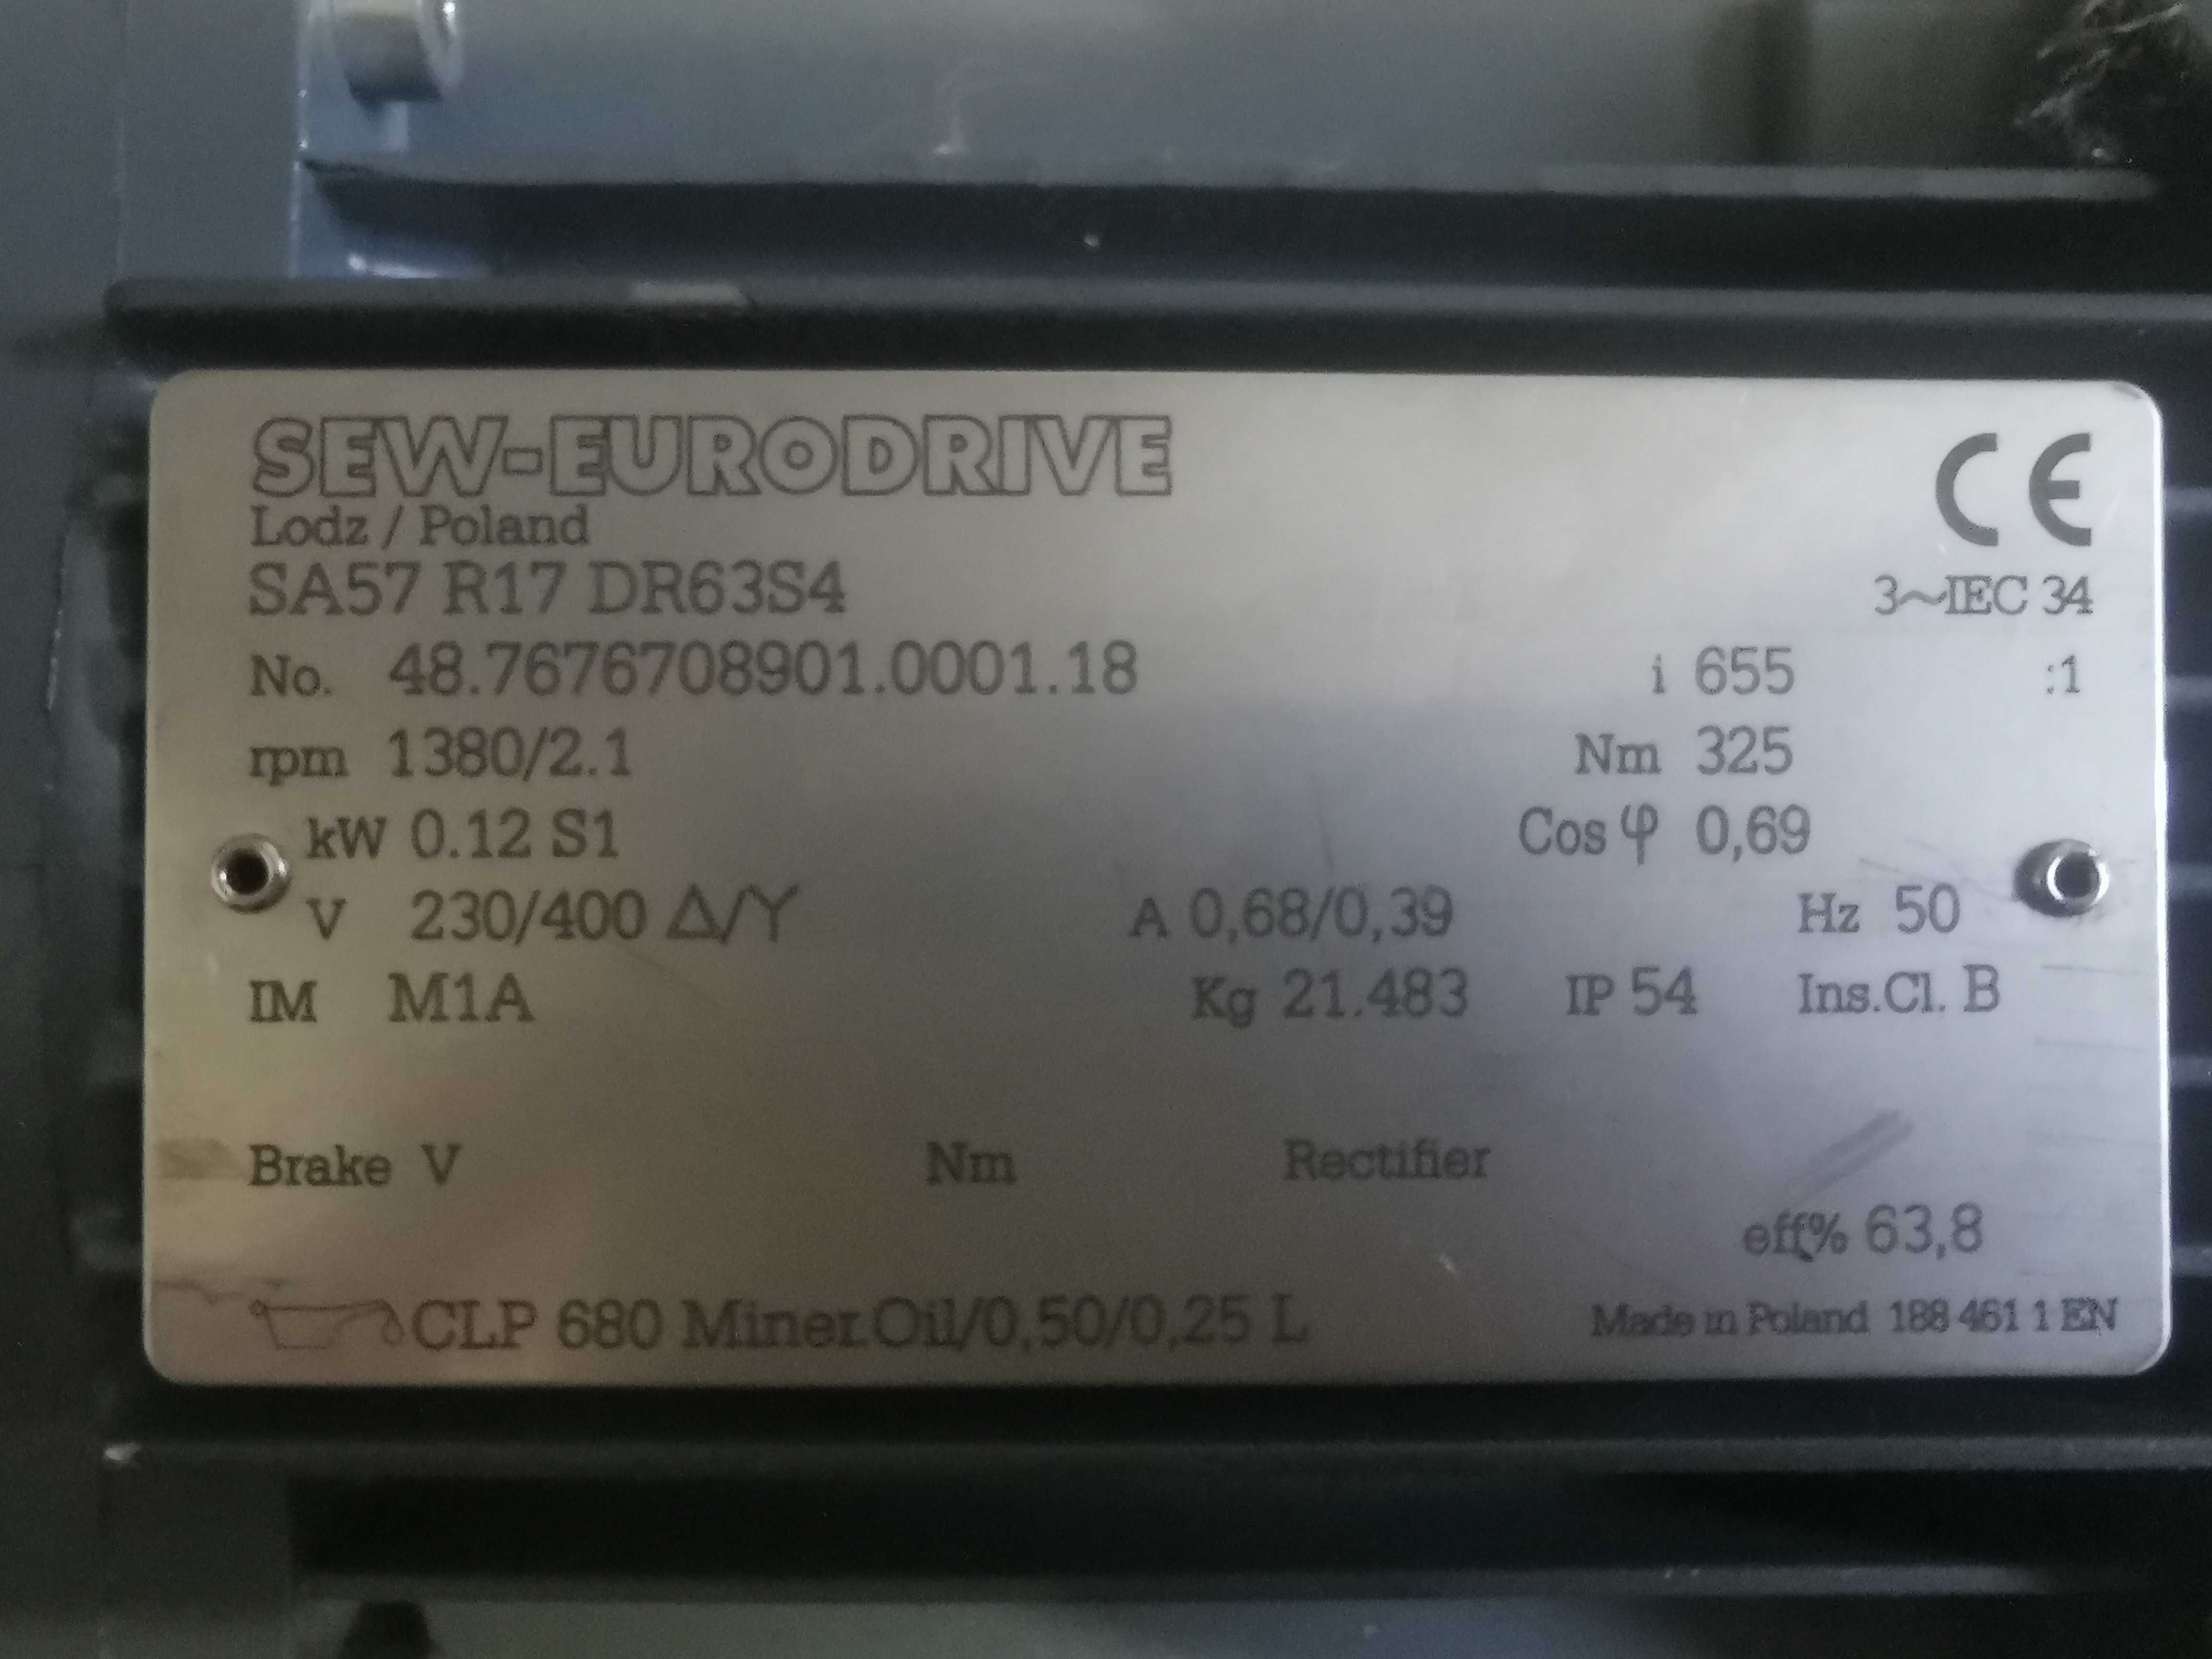 SEW-EURODRIVE
Lodz / Poland
CE
SA57 R17 DR63S4
3~IEC 34
No. 48.7676708901.0001.18 i 655 :1
rpm 1380/2.1 Nm 325
kW 0.12 S1 Cos φ 0,69
V 230/400 Δ/Y A 0,68/0,39 Hz 50
IM M1A Kg 21.483 IP 54 Ins.Cl. B
Brake V Nm Rectifier
eff% 63,8
CLP 680 Miner.Oil/0,50/0,25 L Made in Poland 188 461 1 EN